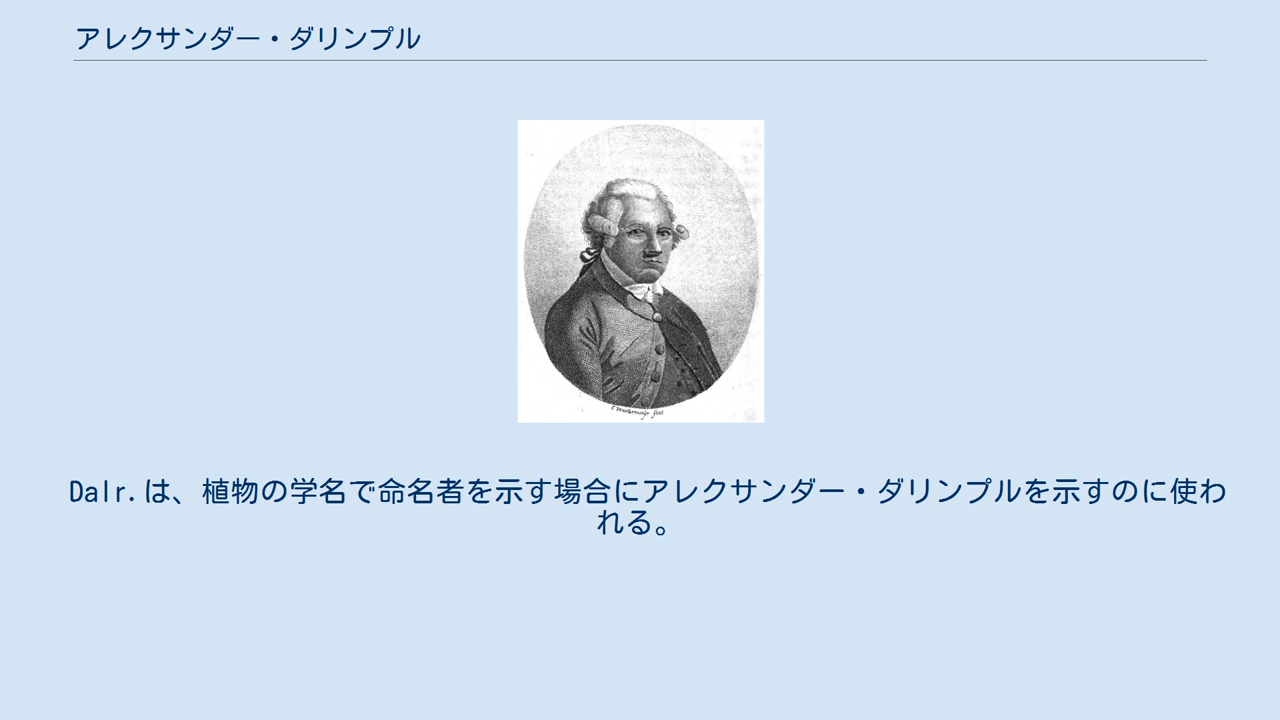 アレクサンダー・ダリンプル
Dalr.は、植物の学名で命名者を示す場合にアレクサンダー・ダリンプルを示すのに使わ
れる。